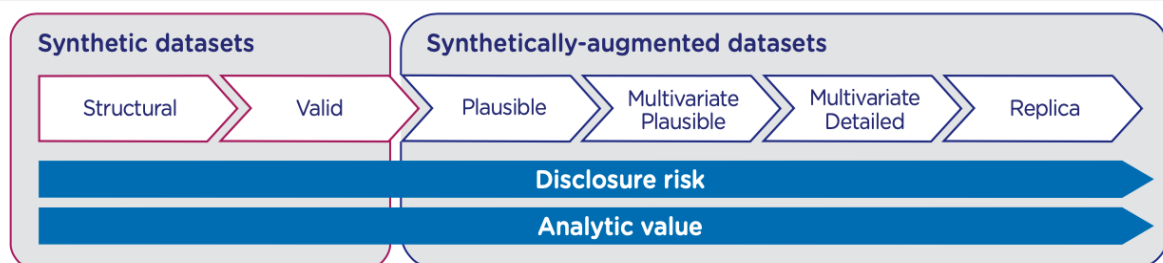 Synthetic datasets
Synthetically-augmented datasets
Structural
Valid
Plausible
Multivariate
Plausible
Multivariate
Detailed
Replica
Disclosure risk
Analytic value